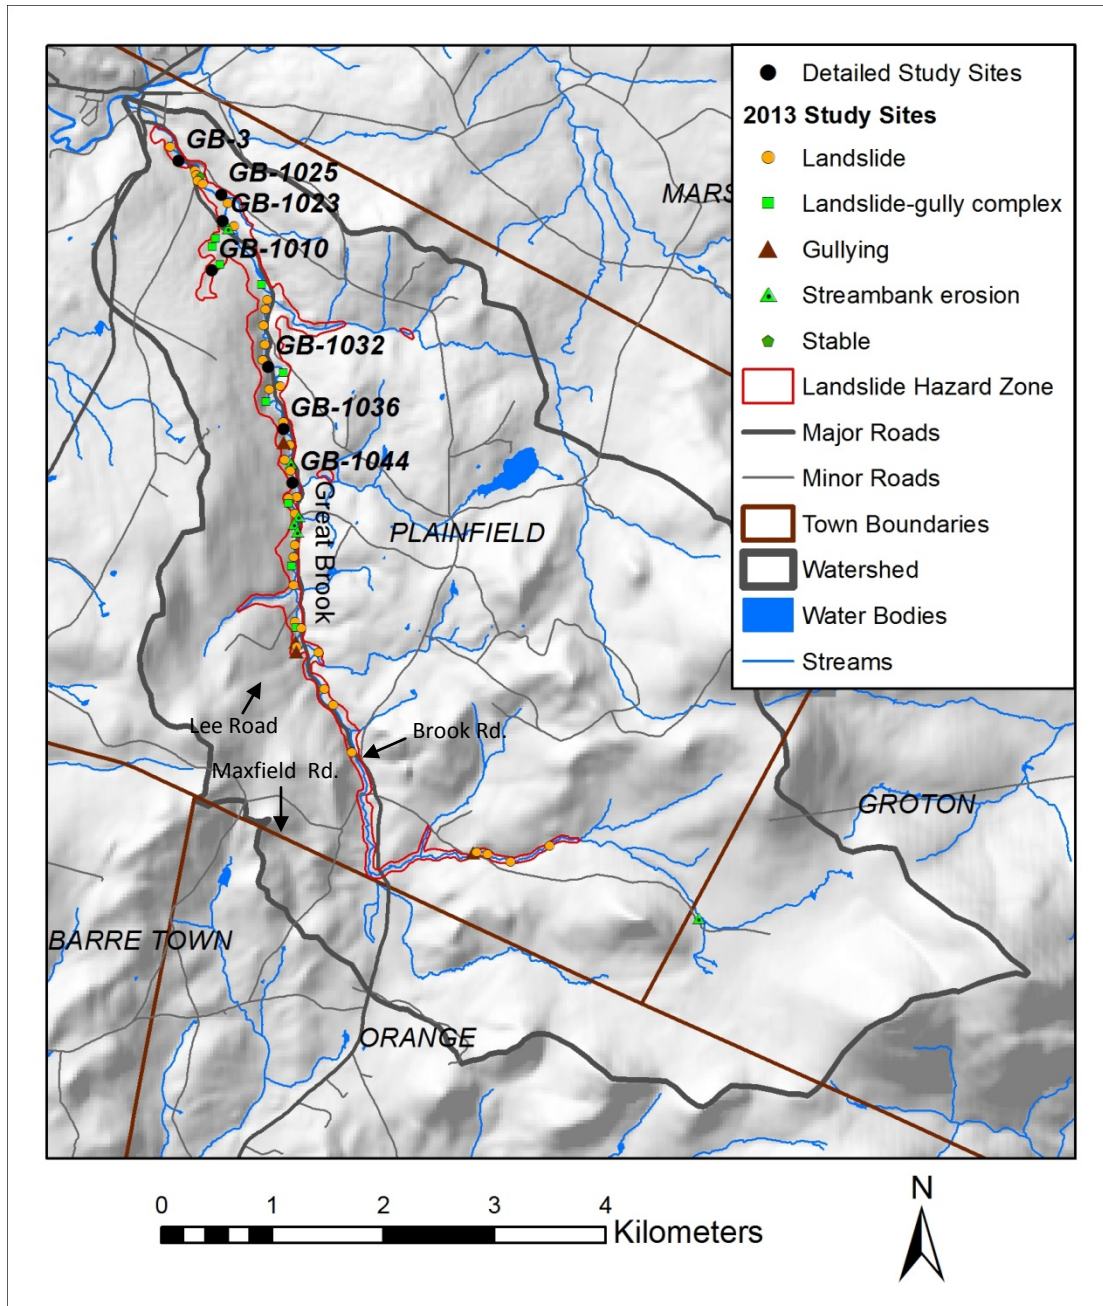 GB-3
GB-1025
GB-1023
GB-1010
GB-1032
GB-1036
GB-1044
Great Brook
MARS
PLAINFIELD
Lee Road
Brook Rd.
Maxfield Rd.
GROTON
BARRE TOWN
ORANGE
Detailed Study Sites
2013 Study Sites
Landslide
Landslide-gully complex
Gullying
Streambank erosion
Stable
Landslide Hazard Zone
Major Roads
Minor Roads
Town Boundaries
Watershed
Water Bodies
Streams
0 1 2 3 4
Kilometers
N